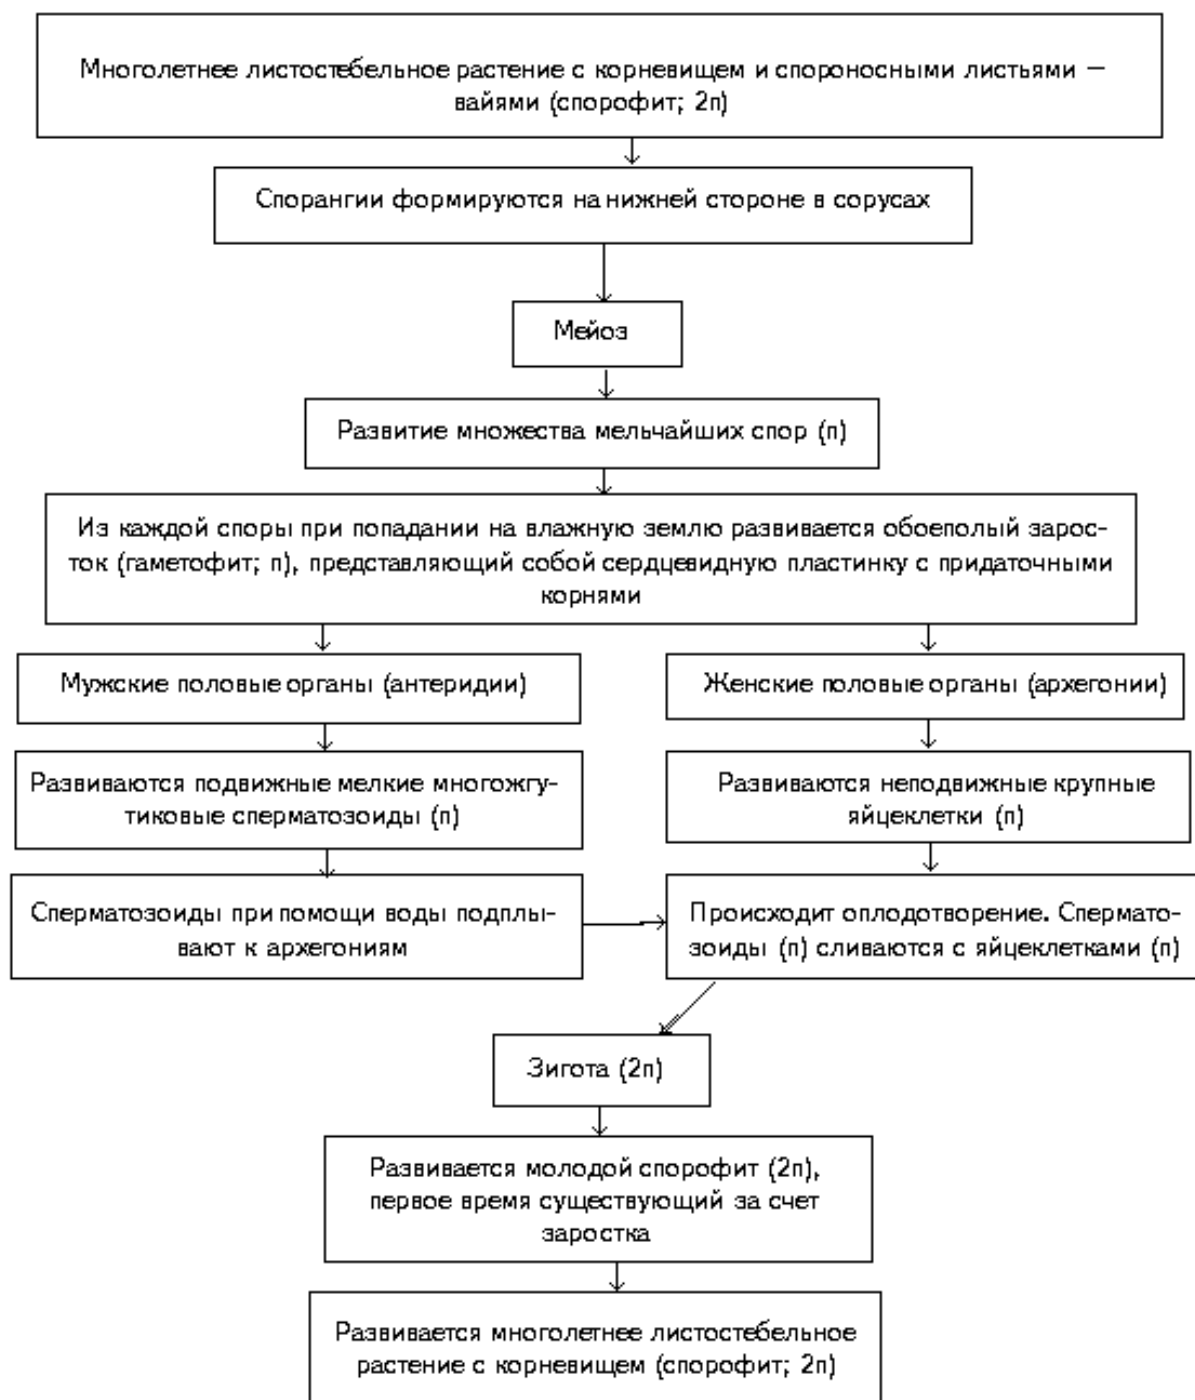 Многолетнее листостебельное растение с корневищем и спороносными листьями —
вайями (спорофит; 2n)
Спорангии формируются на нижней стороне в сорусах
Мейоз
Развитие множества мельчайших спор (n)
Из каждой споры при попадании на влажную землю развивается обоеполый зарос-
ток (гаметофит; n), представляющий собой сердцевидную пластинку с придаточными
корнями
Мужские половые органы (антеридии)
Женские половые органы (архегонии)
Развиваются подвижные мелкие многожгу-
тиковые сперматозоиды (n)
Развиваются неподвижные крупные
яйцеклетки (n)
Сперматозоиды при помощи воды подплы-
вают к архегониям
Происходит оплодотворение. Спермато-
зоиды (n) сливаются с яйцеклетками (n)
Зигота (2n)
Развивается молодой спорофит (2n),
первое время существующий за счет
заростка
Развивается многолетнее листостебельное
растение с корневищем (спорофит; 2n)